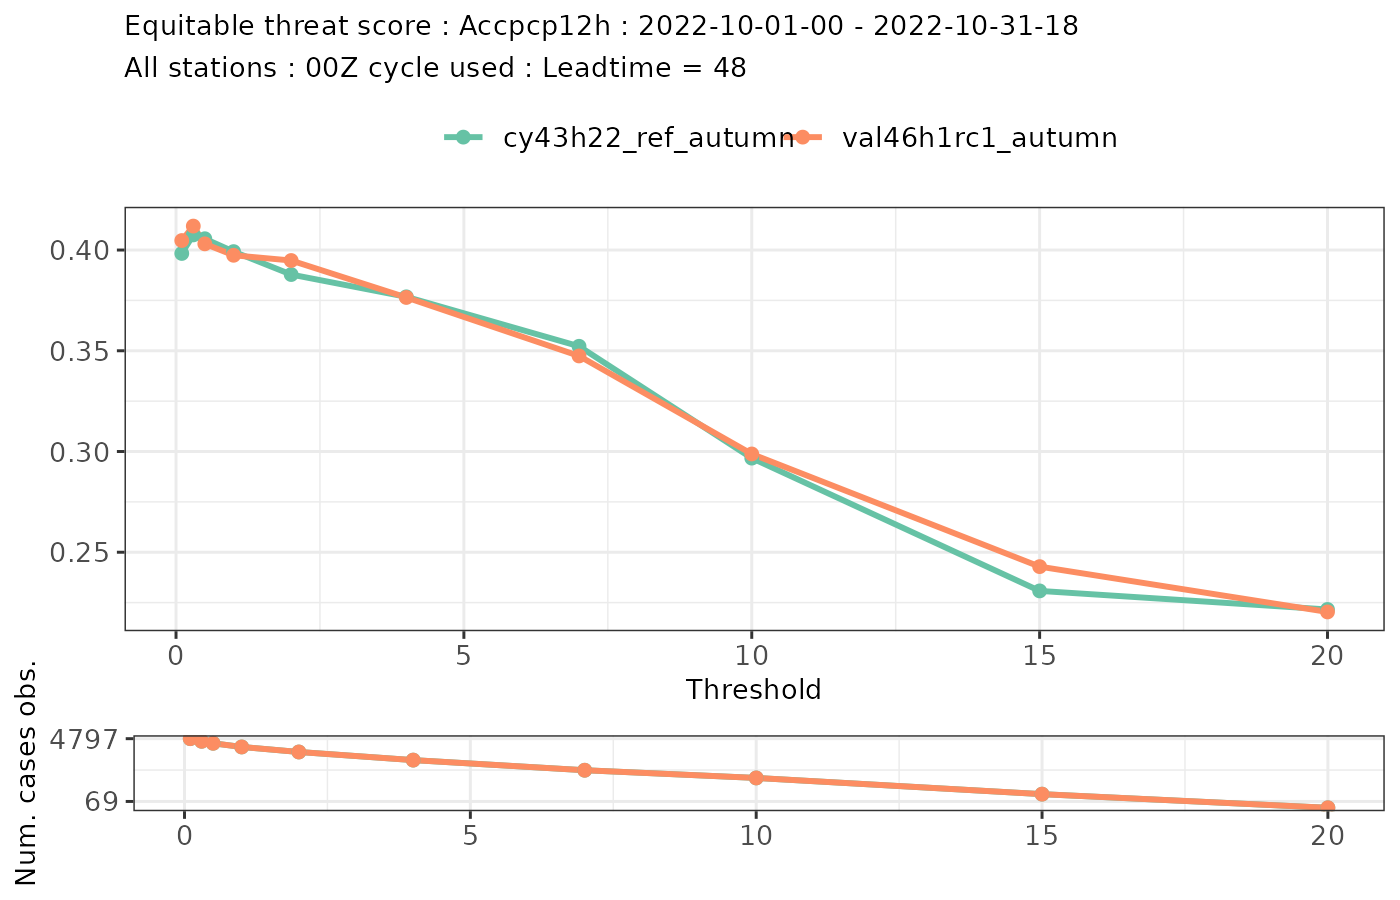 Equitable threat score : Accpcp12h : 2022-10-01-00 - 2022-10-31-18
All stations : 00Z cycle used : Leadtime = 48
cy43h22_ref_autumn val46h1rc1_autumn
0.40
0.35
0.30
0.25
0 5 10 15 20
Threshold
Num. cases obs.
4797
69
0 5 10 15 20